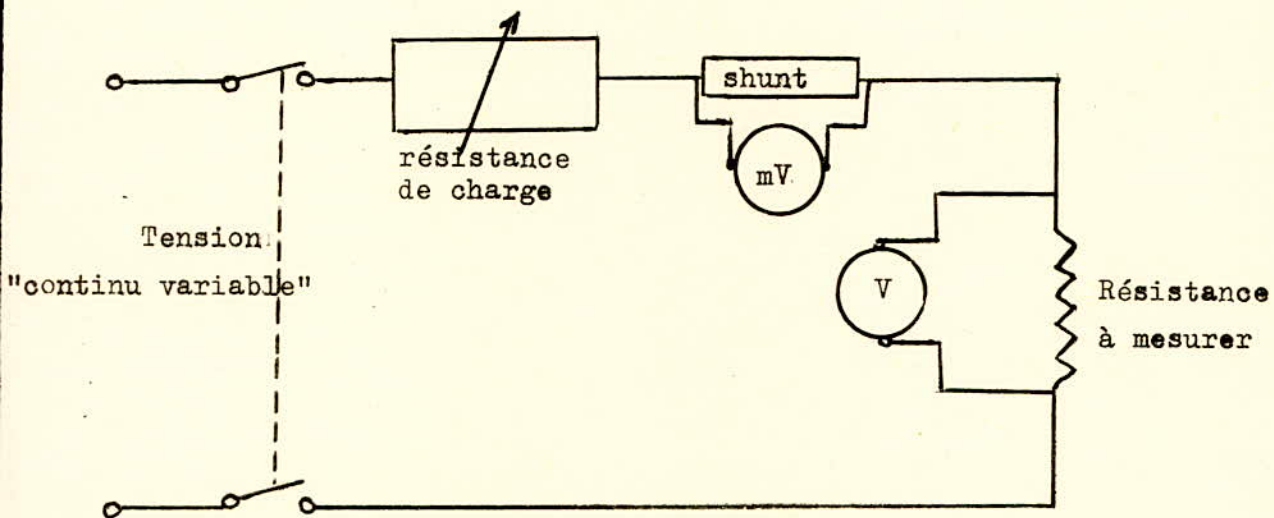 shunt
mV
résistance
de charge
Tension
"continu variable"
V
Résistance
à mesurer